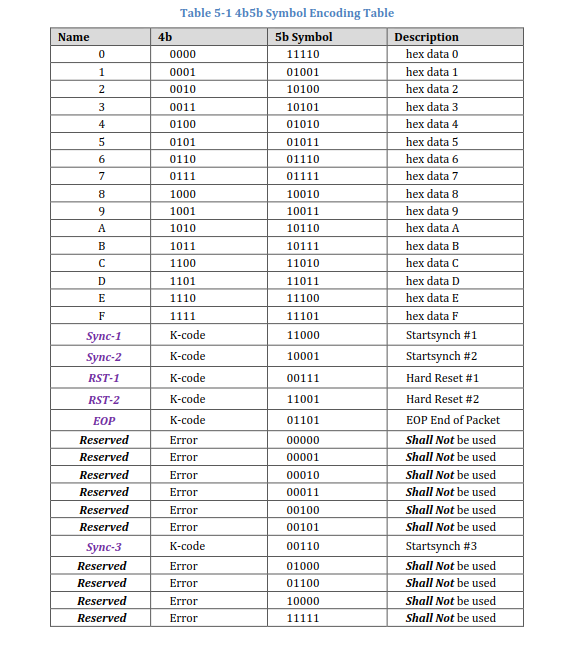 Table 5-1 4b5b Symbol Encoding Table
Name 4b 5b Symbol Description
0 0000 11110 hex data 0
1 0001 01001 hex data 1
2 0010 10100 hex data 2
3 0011 10101 hex data 3
4 0100 01010 hex data 4
5 0101 01011 hex data 5
6 0110 01110 hex data 6
7 0111 01111 hex data 7
8 1000 10010 hex data 8
9 1001 10011 hex data 9
A 1010 10110 hex data A
B 1011 10111 hex data B
C 1100 11010 hex data C
D 1101 11011 hex data D
E 1110 11100 hex data E
F 1111 11101 hex data F
Sync-1 K-code 11000 Startsynch #1
Sync-2 K-code 10001 Startsynch #2
RST-1 K-code 00111 Hard Reset #1
RST-2 K-code 11001 Hard Reset #2
EOP K-code 01101 EOP End of Packet
Reserved Error 00000 Shall Not be used
Reserved Error 00001 Shall Not be used
Reserved Error 00010 Shall Not be used
Reserved Error 00011 Shall Not be used
Reserved Error 00100 Shall Not be used
Reserved Error 00101 Shall Not be used
Sync-3 K-code 00110 Startsynch #3
Reserved Error 01000 Shall Not be used
Reserved Error 01100 Shall Not be used
Reserved Error 10000 Shall Not be used
Reserved Error 11111 Shall Not be used